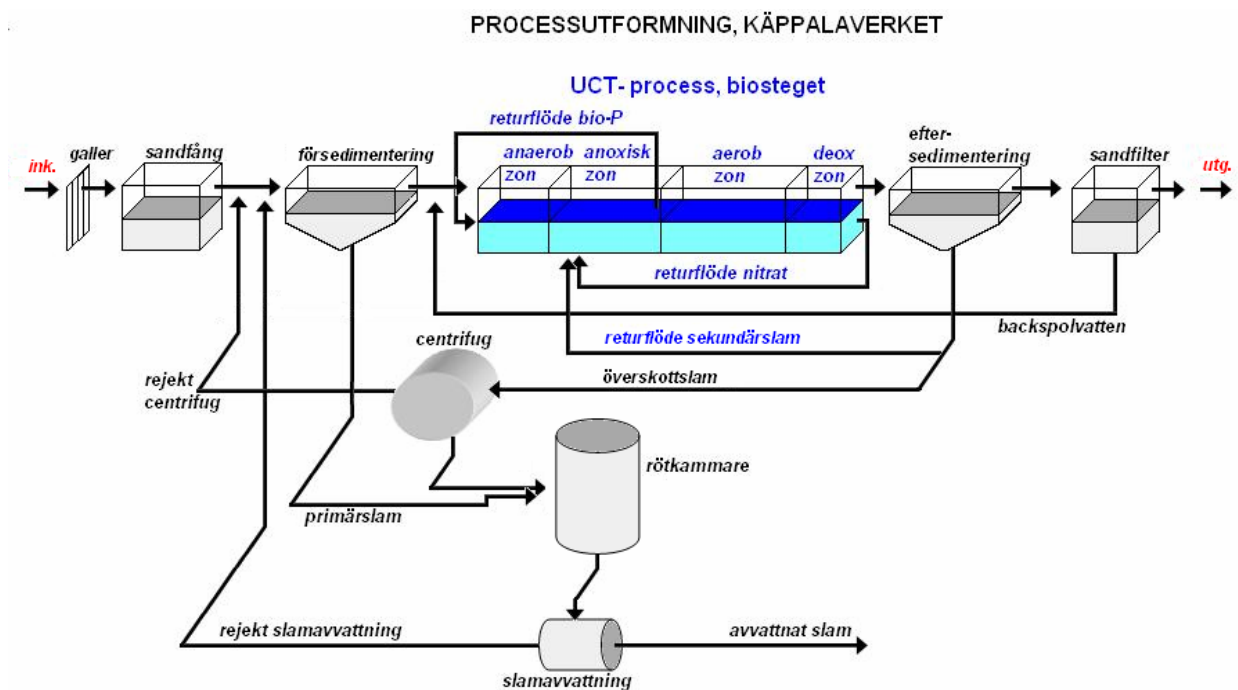 PROCESSUTFORMNING, KÄPPALAVERKET
UCT- process, biosteget
returflöde bio-P
efter-
sedimentering
ink.
galler
sandfång
försedimentering
anaerob
zon
anoxisk
zon
aerob
zon
deox
zon
sandfilter
utg.
returflöde nitrat
backspolvatten
centrifug
returflöde sekundärslam
rejekt
centrifug
överskottslam
rötkammare
primärslam
rejekt slamavvattning
avvattnat slam
slamavvattning